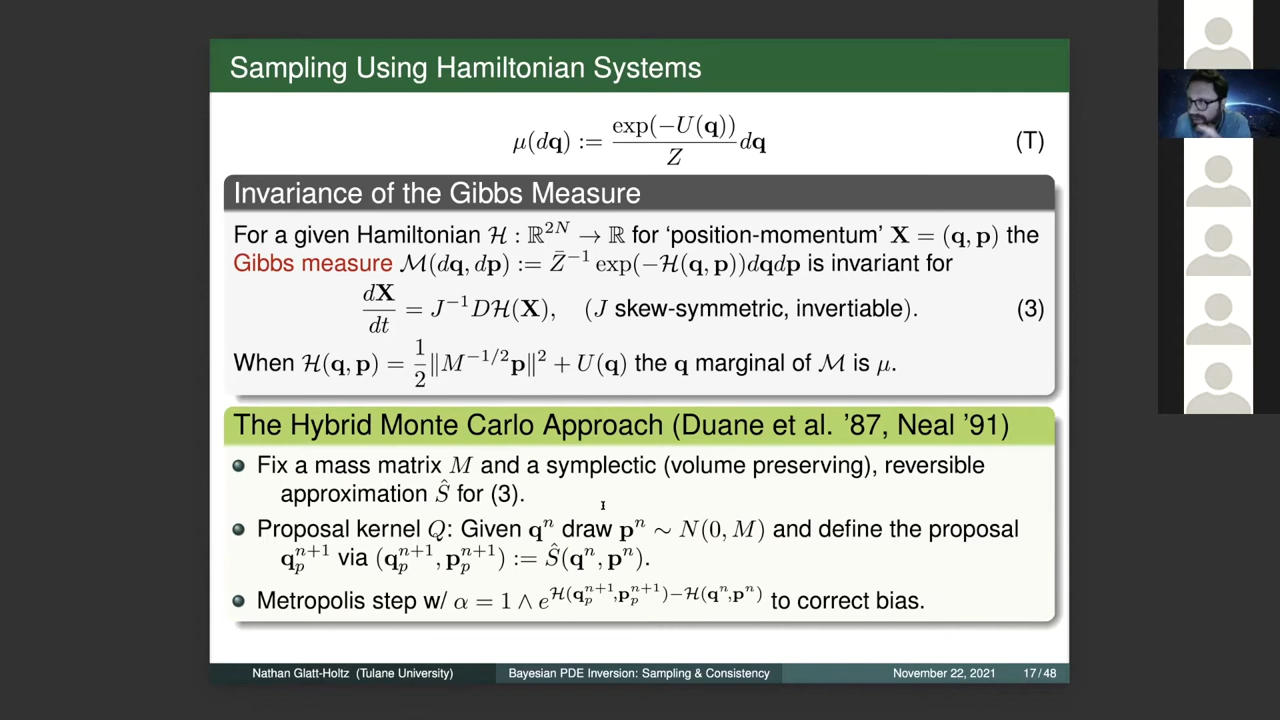 Sampling Using Hamiltonian Systems
μ(dq) := exp(−U(q)) / Z dq (T)
Invariance of the Gibbs Measure
For a given Hamiltonian ℋ : ℝ^{2N} → ℝ for ‘position-momentum’ X = (q, p) the
Gibbs measure ℳ(dq, dp) := Z̄^{−1} exp(−ℋ(q, p))dqdp is invariant for
dX/dt = J^{−1}Dℋ(X), (J skew-symmetric, invertiable). (3)
When ℋ(q, p) = 1/2 ‖M^{−1/2}p‖² + U(q) the q marginal of ℳ is μ.
The Hybrid Monte Carlo Approach (Duane et al. ’87, Neal ’91)
Fix a mass matrix M and a symplectic (volume preserving), reversible
approximation Ŝ for (3).
Proposal kernel Q: Given q^n draw p^n ∼ N(0, M) and define the proposal
q_p^{n+1} via (q_p^{n+1}, p_p^{n+1}) := Ŝ(q^n, p^n).
Metropolis step w/ α = 1 ∧ e^{ℋ(q_p^{n+1}, p_p^{n+1})−ℋ(q^n, p^n)} to correct bias.
Nathan Glatt-Holtz (Tulane University) Bayesian PDE Inversion: Sampling & Consistency November 22, 2021 17 / 48